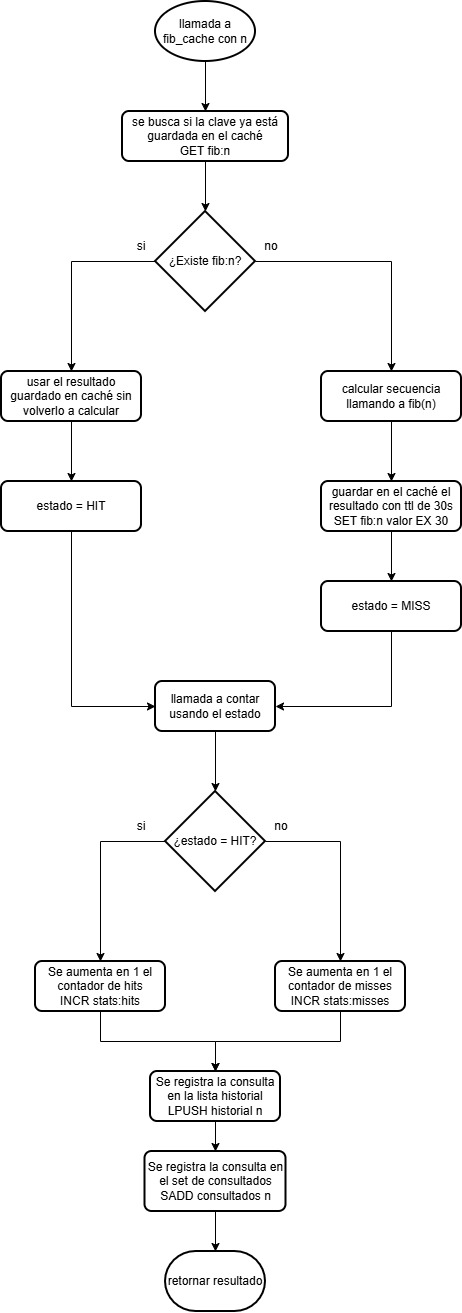 llamada a
fib_cache con n
se busca si la clave ya está
guardada en el caché
GET fib:n
si
no
¿Existe fib:n?
usar el resultado
guardado en caché sin
volverlo a calcular
calcular secuencia
llamando a fib(n)
estado = HIT
guardar en el caché el
resultado con ttl de 30s
SET fib:n valor EX 30
estado = MISS
llamada a contar
usando el estado
si
no
¿estado = HIT?
Se aumenta en 1 el
contador de hits
INCR stats:hits
Se aumenta en 1 el
contador de misses
INCR stats:misses
Se registra la consulta
en la lista historial
LPUSH historial n
Se registra la consulta en
el set de consultados
SADD consultados n
retornar resultado